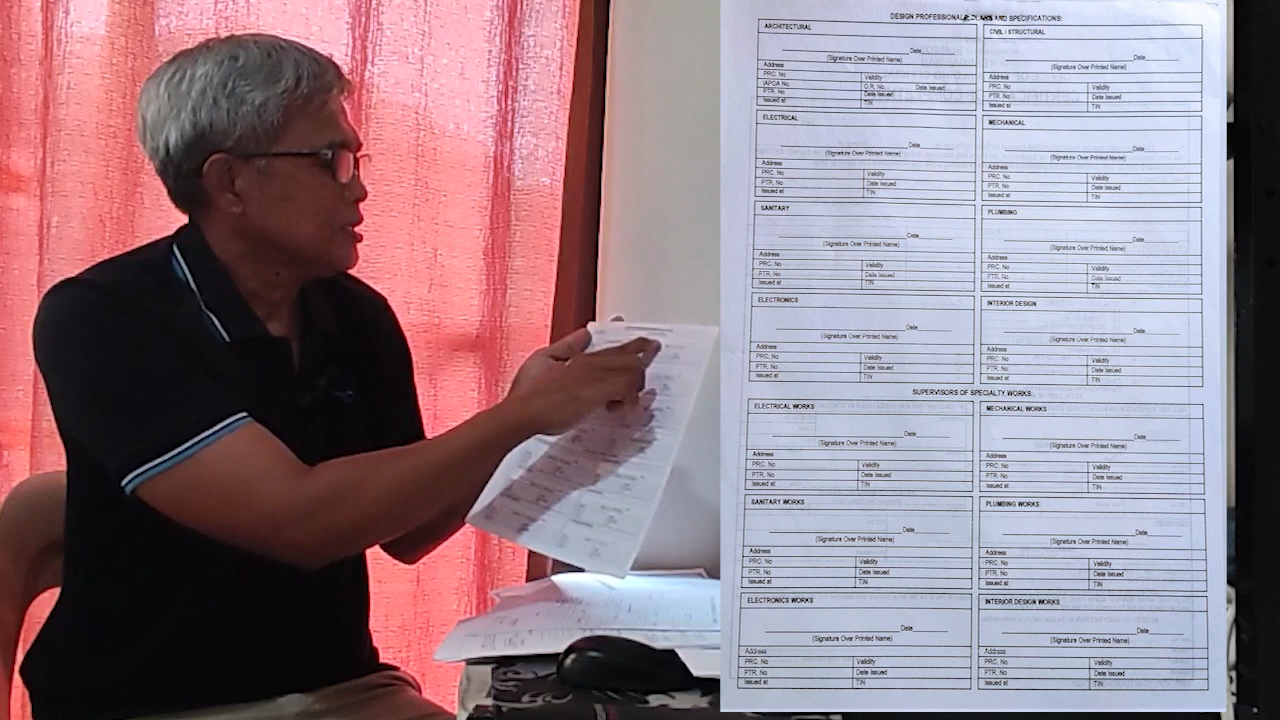 DESIGN PROFESSIONAL, PLANS AND SPECIFICATIONS:
ARCHITECTURAL
Date
(Signature Over Printed Name)
Address
PRC. No Validity
IAPOA No. O.R. No. Date Issued:
PTR. No Date Issued
Issued at TIN
CIVIL / STRUCTURAL
Date
(Signature Over Printed Name)
Address
PRC. No Validity
PTR. No Date Issued
Issued at TIN
ELECTRICAL
Date
(Signature Over Printed Name)
Address
PRC. No Validity
PTR. No Date Issued
Issued at TIN
MECHANICAL
Date
(Signature Over Printed Name)
Address
PRC. No Validity
PTR. No Date Issued
Issued at TIN
SANITARY
Date
(Signature Over Printed Name)
Address
PRC. No Validity
PTR. No Date Issued
Issued at TIN
PLUMBING
Date
(Signature Over Printed Name)
Address
PRC. No Validity
PTR. No Date Issued
Issued at TIN
ELECTRONICS
Date
(Signature Over Printed Name)
Address
PRC. No Validity
PTR. No Date Issued
Issued at TIN
INTERIOR DESIGN
Date
(Signature Over Printed Name)
Address
PRC. No Validity
PTR. No Date Issued
Issued at TIN
SUPERVISORS OF SPECIALTY WORKS:
ELECTRICAL WORKS
Date
(Signature Over Printed Name)
Address
PRC. No Validity
PTR. No Date Issued
Issued at TIN
MECHANICAL WORKS
Date
(Signature Over Printed Name)
Address
PRC. No Validity
PTR. No Date Issued
Issued at TIN
SANITARY WORKS
Date
(Signature Over Printed Name)
Address
PRC. No Validity
PTR. No Date Issued
Issued at TIN
PLUMBING WORKS
Date
(Signature Over Printed Name)
Address
PRC. No Validity
PTR. No Date Issued
Issued at TIN
ELECTRONICS WORKS
Date
(Signature Over Printed Name)
Address
PRC. No Validity
PTR. No Date Issued
Issued at TIN
INTERIOR DESIGN WORKS
Date
(Signature Over Printed Name)
Address
PRC. No Validity
PTR. No Date Issued
Issued at TIN